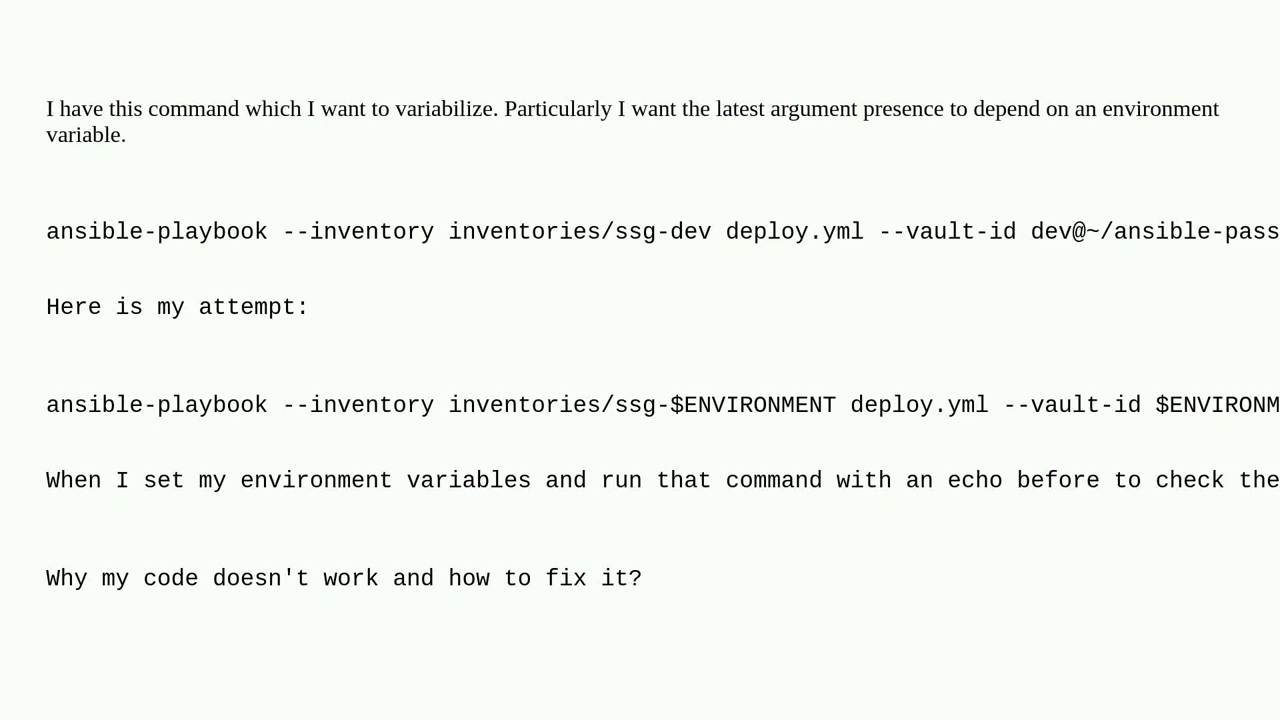 I have this command which I want to variabilize. Particularly I want the latest argument presence to depend on an environment
variable.
ansible-playbook --inventory inventories/ssg-dev deploy.yml --vault-id dev@~/ansible-pass
Here is my attempt:
ansible-playbook --inventory inventories/ssg-$ENVIRONMENT deploy.yml --vault-id $ENVIRONM
When I set my environment variables and run that command with an echo before to check the
Why my code doesn't work and how to fix it?